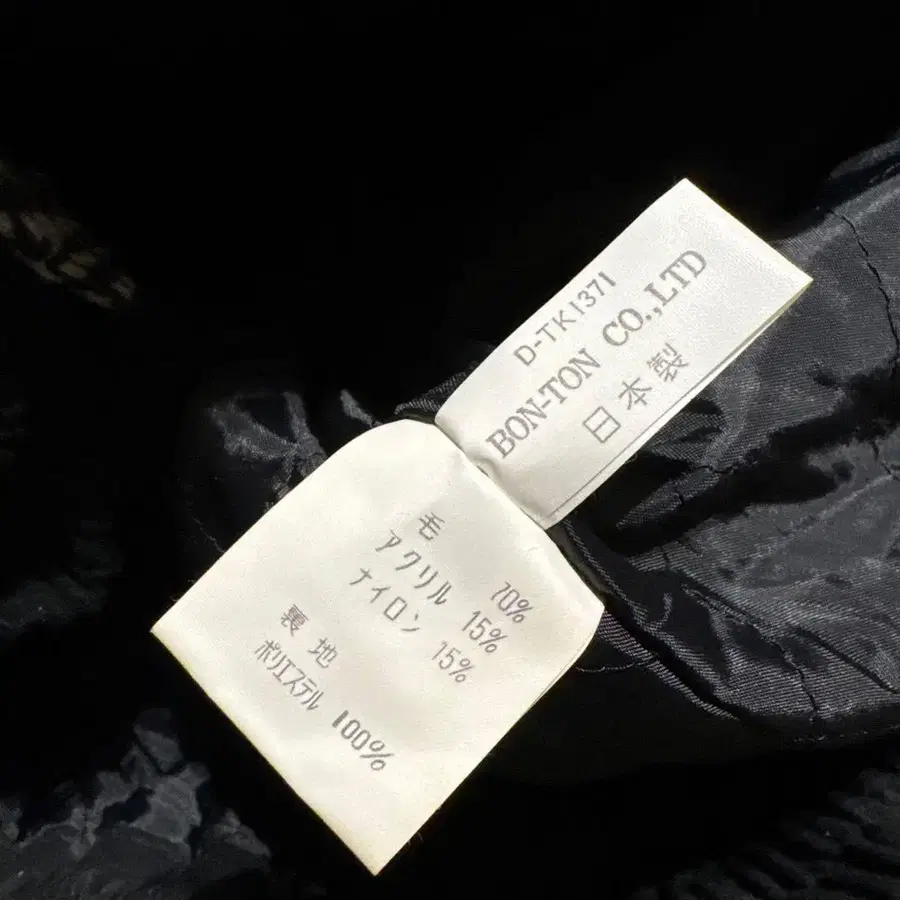 D-TK1371
BON-TON CO.,LTD
日本製
毛 70%
アクリル 15%
ナイロン 15%
裏地
ポリエステル 100%